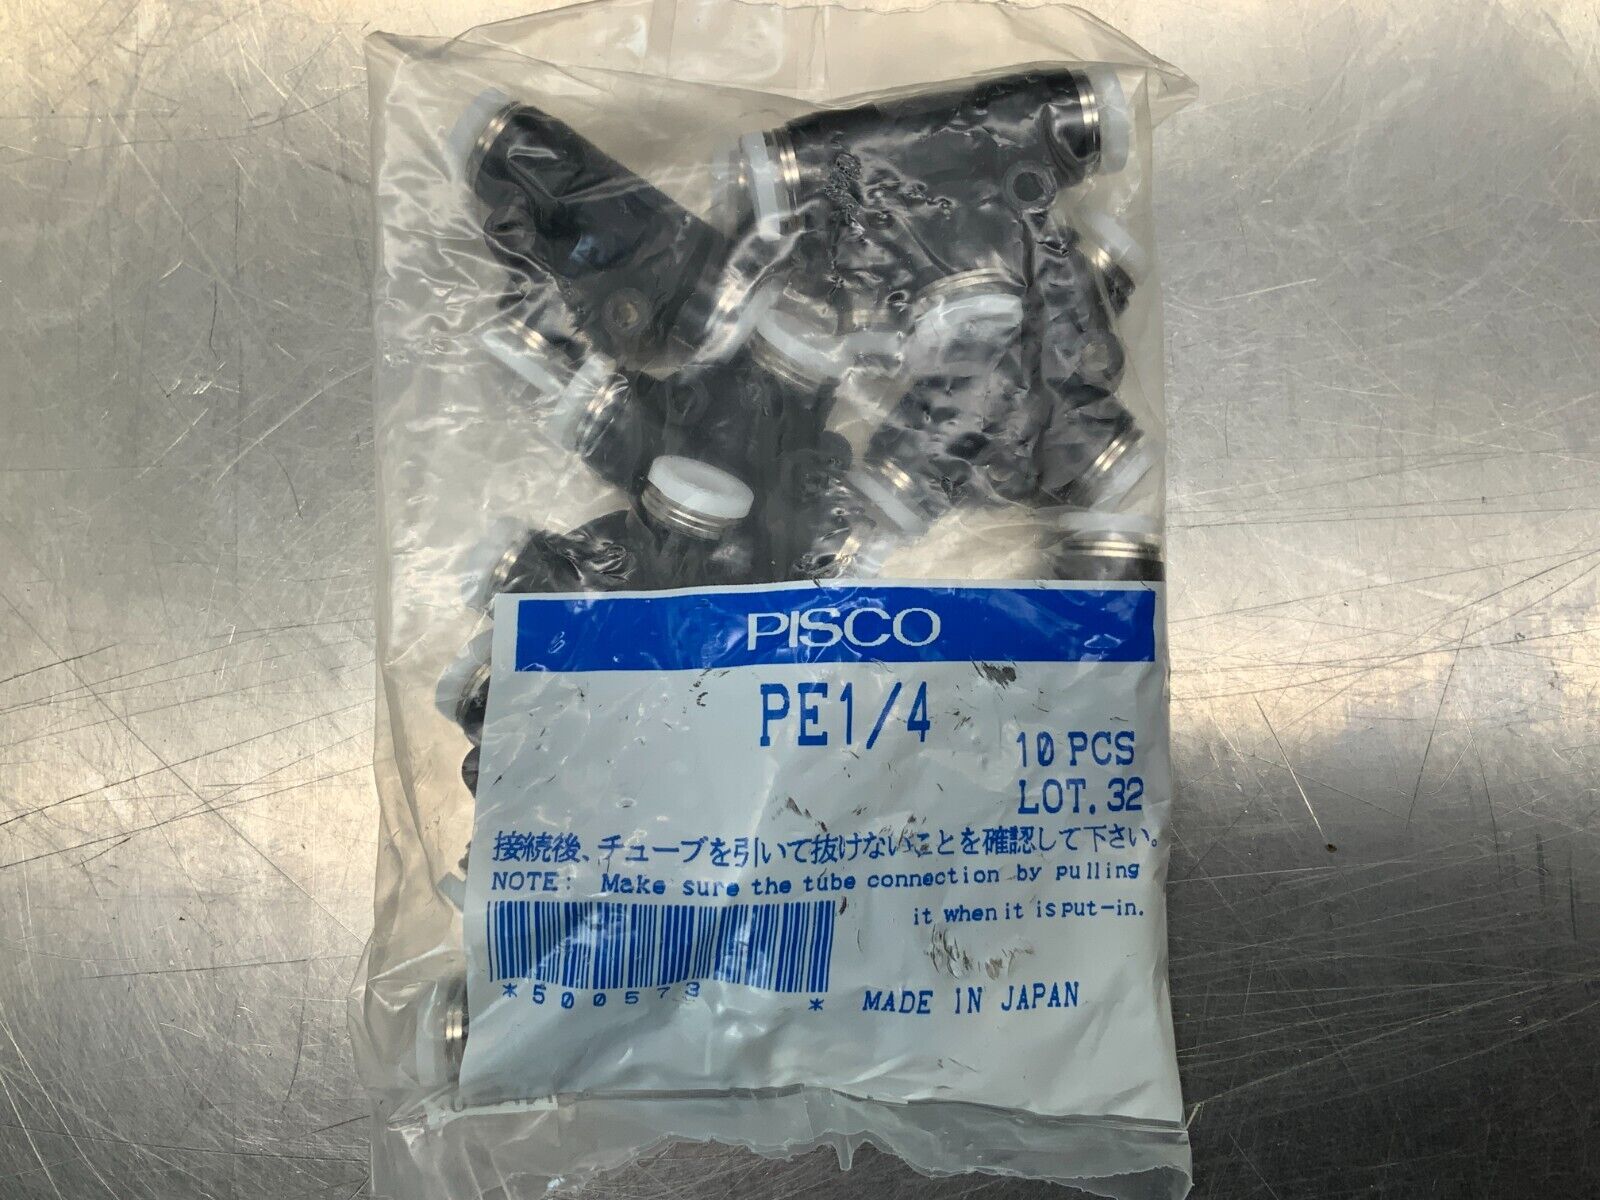 PISCO
PE1/4
10 PCS
LOT. 32
接続後、チューブを引いて抜けないことを確認して下さい。
NOTE: Make sure the tube connection by pulling
it when it is put-in.
*500573 *
MADE IN JAPAN